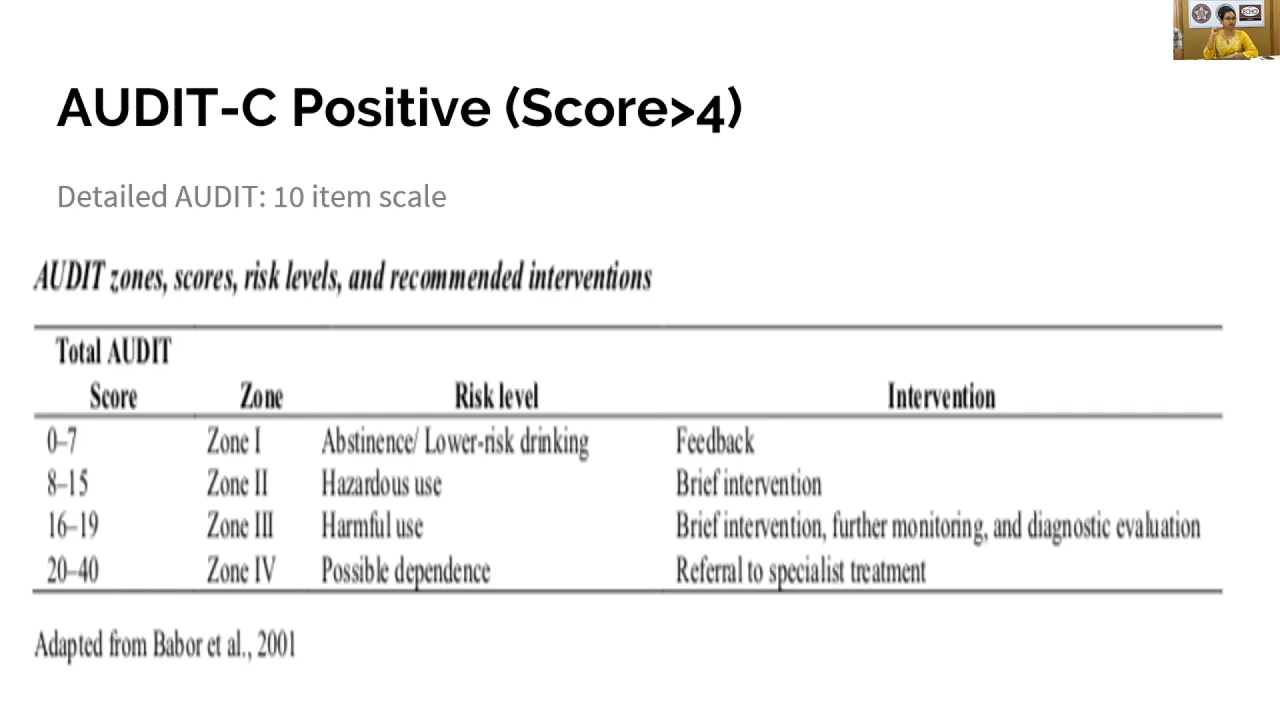 AUDIT-C Positive (Score>4)
Detailed AUDIT: 10 item scale
AUDIT zones, scores, risk levels, and recommended interventions
Total AUDIT
Score Zone Risk level Intervention
0–7 Zone I Abstinence/ Lower-risk drinking Feedback
8–15 Zone II Hazardous use Brief intervention
16–19 Zone III Harmful use Brief intervention, further monitoring, and diagnostic evaluation
20–40 Zone IV Possible dependence Referral to specialist treatment
Adapted from Babor et al., 2001